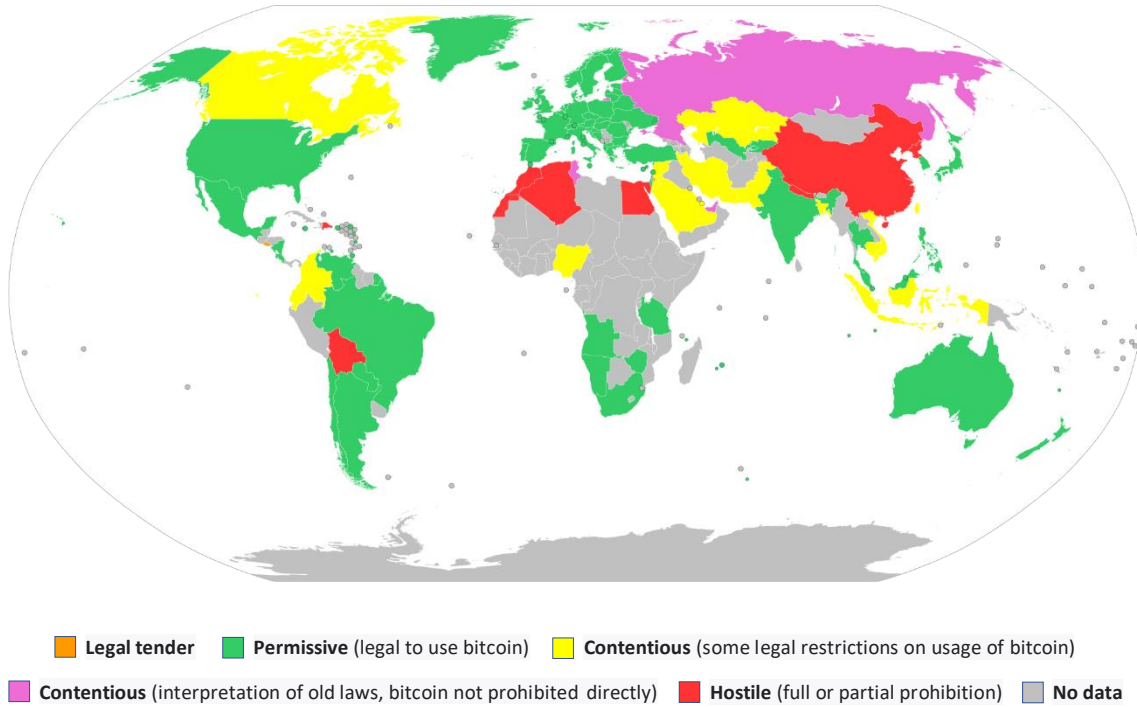 Legal tender Permissive (legal to use bitcoin) Contentious (some legal restrictions on usage of bitcoin)
Contentious (interpretation of old laws, bitcoin not prohibited directly) Hostile (full or partial prohibition) No data